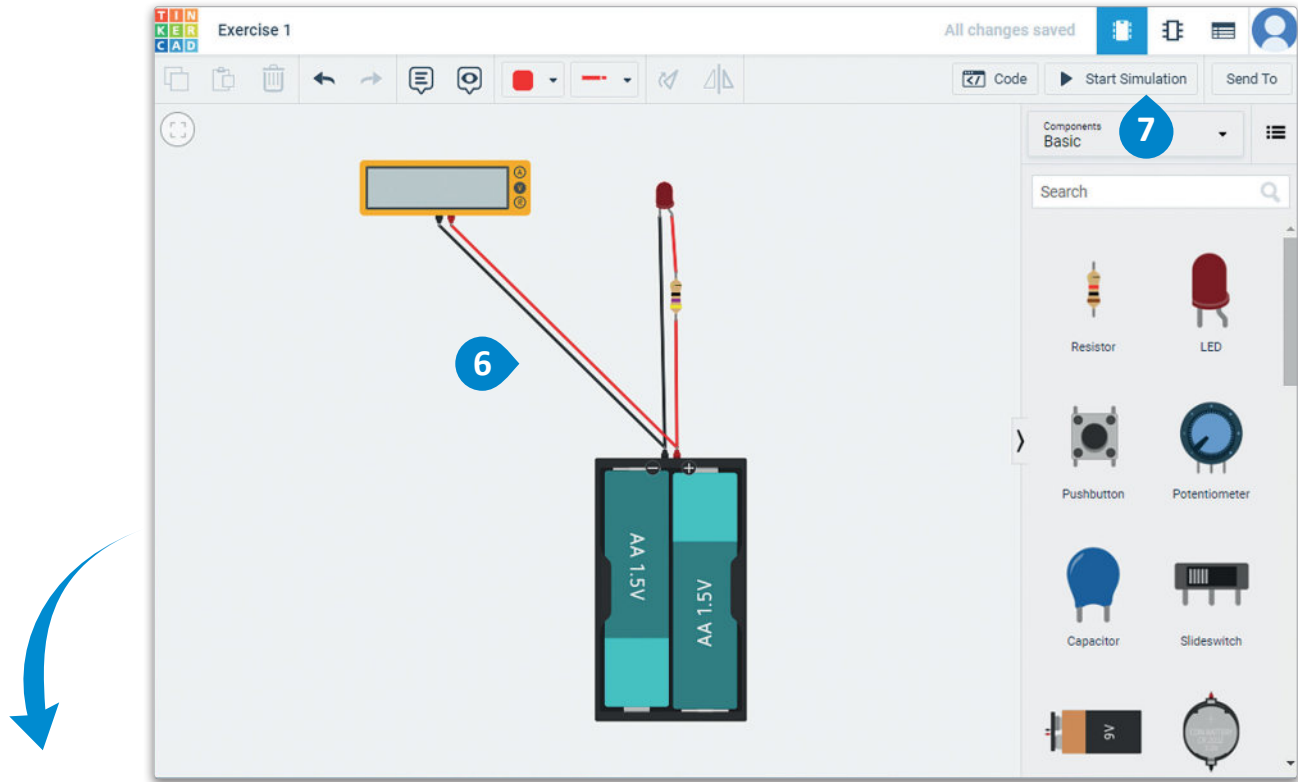 TIN
KER
CAD
Exercise 1
All changes saved
Code
Start Simulation
Send To
Components
Basic
7
Search
A
V
R
6
Resistor
LED
Pushbutton
Potentiometer
AA 1.5V
AA 1.5V
Capacitor
Slideswitch
9V